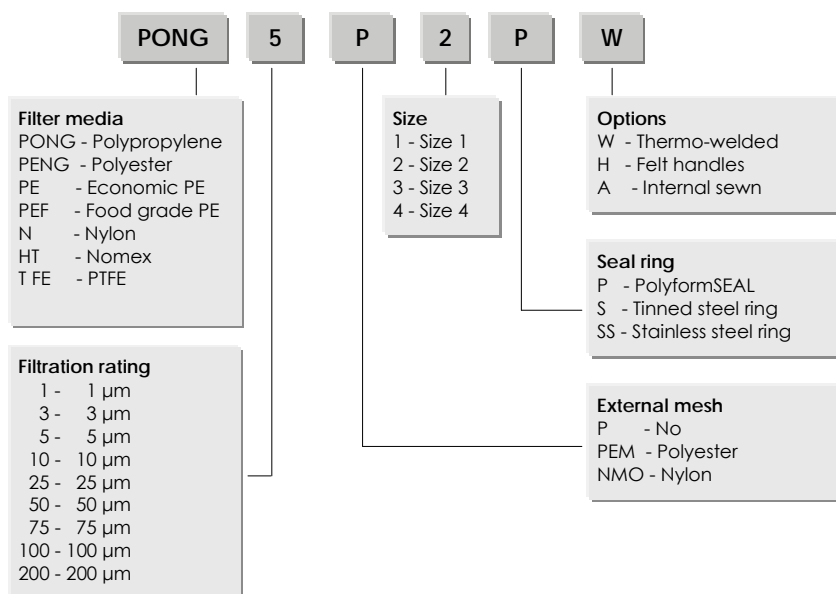 PONG 5 P 2 P W
Filter media
PONG - Polypropylene
PENG - Polyester
PE - Economic PE
PEF - Food grade PE
N - Nylon
HT - Nomex
T FE - PTFE
Filtration rating
1 - 1 µm
3 - 3 µm
5 - 5 µm
10 - 10 µm
25 - 25 µm
50 - 50 µm
75 - 75 µm
100 - 100 µm
200 - 200 µm
Size
1 - Size 1
2 - Size 2
3 - Size 3
4 - Size 4
Options
W - Thermo-welded
H - Felt handles
A - Internal sewn
Seal ring
P - PolyformSEAL
S - Tinned steel ring
SS - Stainless steel ring
External mesh
P - No
PEM - Polyester
NMO - Nylon